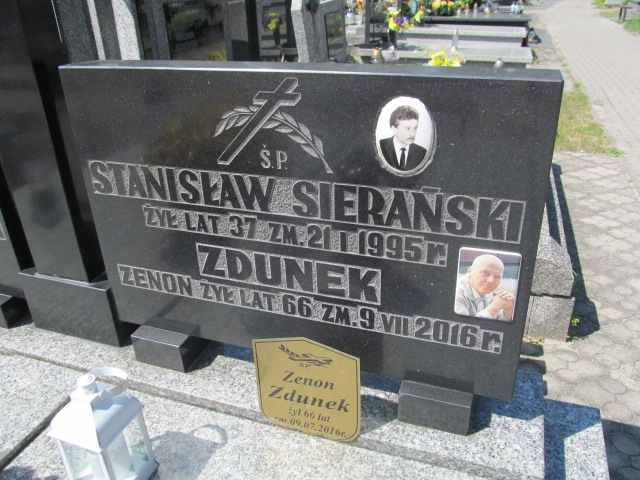 Ś.P.
STANISŁAW SIERAŃSKI
ŻYŁ LAT 37 ZM. 21 I 1995 r.
ZDUNEK
ZENON ŻYŁ LAT 66 ZM. 9 VII 2016 r.
Ś.P.
Zenon
Zdunek
żył 66 lat
zm.09.07.2016r.